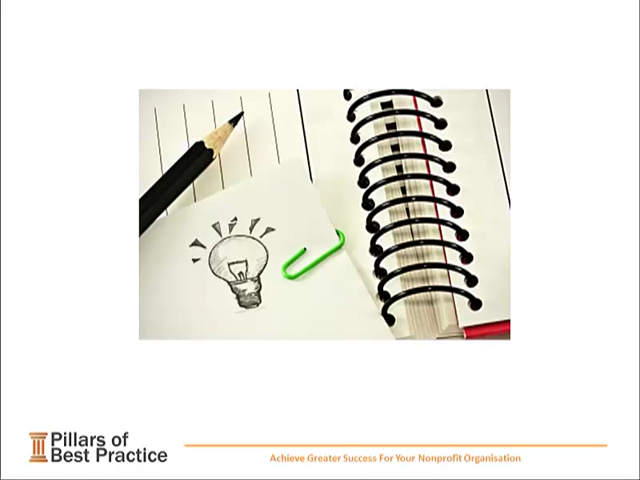 Pillars of
Best Practice
Achieve Greater Success For Your Nonprofit Organisation